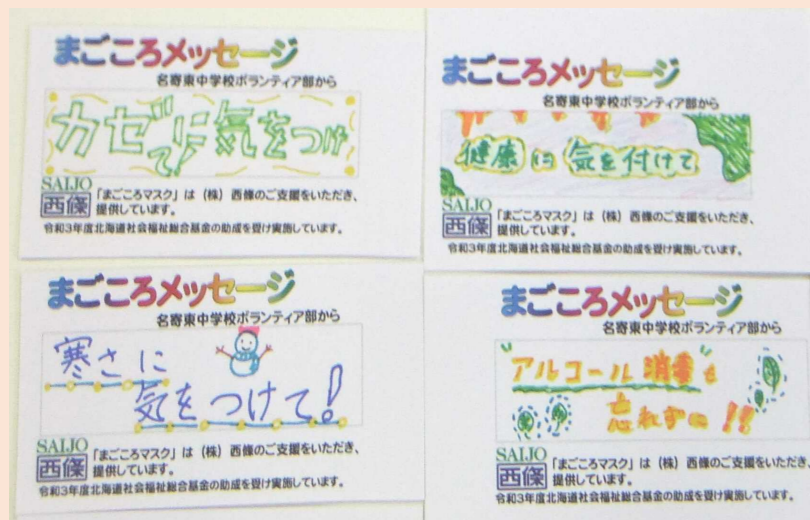 まごころメッセージ
名寄東中学校ボランティア部から
カゼに気をつけ
て!
SAIJO
西條
「まごころマスク」は(株)西條のご支援をいただき、
提供しています。
令和3年度北海道社会福祉総合基金の助成を受け実施しています。
まごころメッセージ
名寄東中学校ボランティア部から
健康に気を付けて
SAIJO
西條
「まごころマスク」は(株)西條のご支援をいただき、
提供しています。
令和3年度北海道社会福祉総合基金の助成を受け実施しています。
まごころメッセージ
名寄東中学校ボランティア部から
寒さに
気をつけて!
SAIJO
西條
「まごころマスク」は(株)西條のご支援をいただき、
提供しています。
令和3年度北海道社会福祉総合基金の助成を受け実施しています。
まごころメッセージ
名寄東中学校ボランティア部から
"アルコール消毒"も
忘れずに!!
SAIJO
西條
「まごころマスク」は(株)西條のご支援をいただき、
提供しています。
令和3年度北海道社会福祉総合基金の助成を受け実施しています。